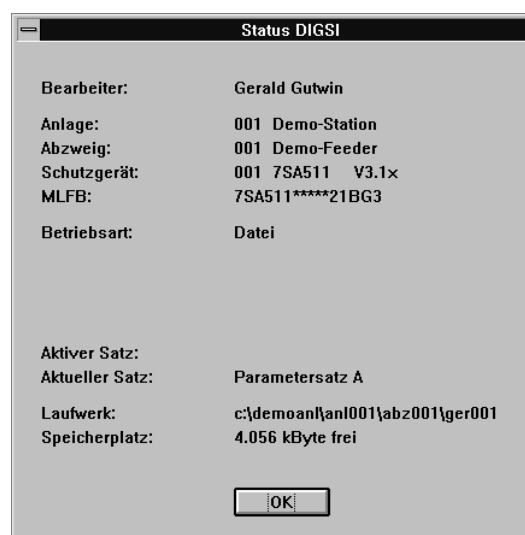 Status DIGSI
Bearbeiter: Gerald Gutwin
Anlage: 001 Demo-Station
Abzweig: 001 Demo-Feeder
Schutzgerät: 001 7SA511 V3.1x
MLFB: 7SA511*****21BG3
Betriebsart: Datei
Aktiver Satz:
Aktueller Satz: Parametersatz A
Laufwerk: c:\demoanl\anl001\abz001\ger001
Speicherplatz: 4.056 kByte frei
OK